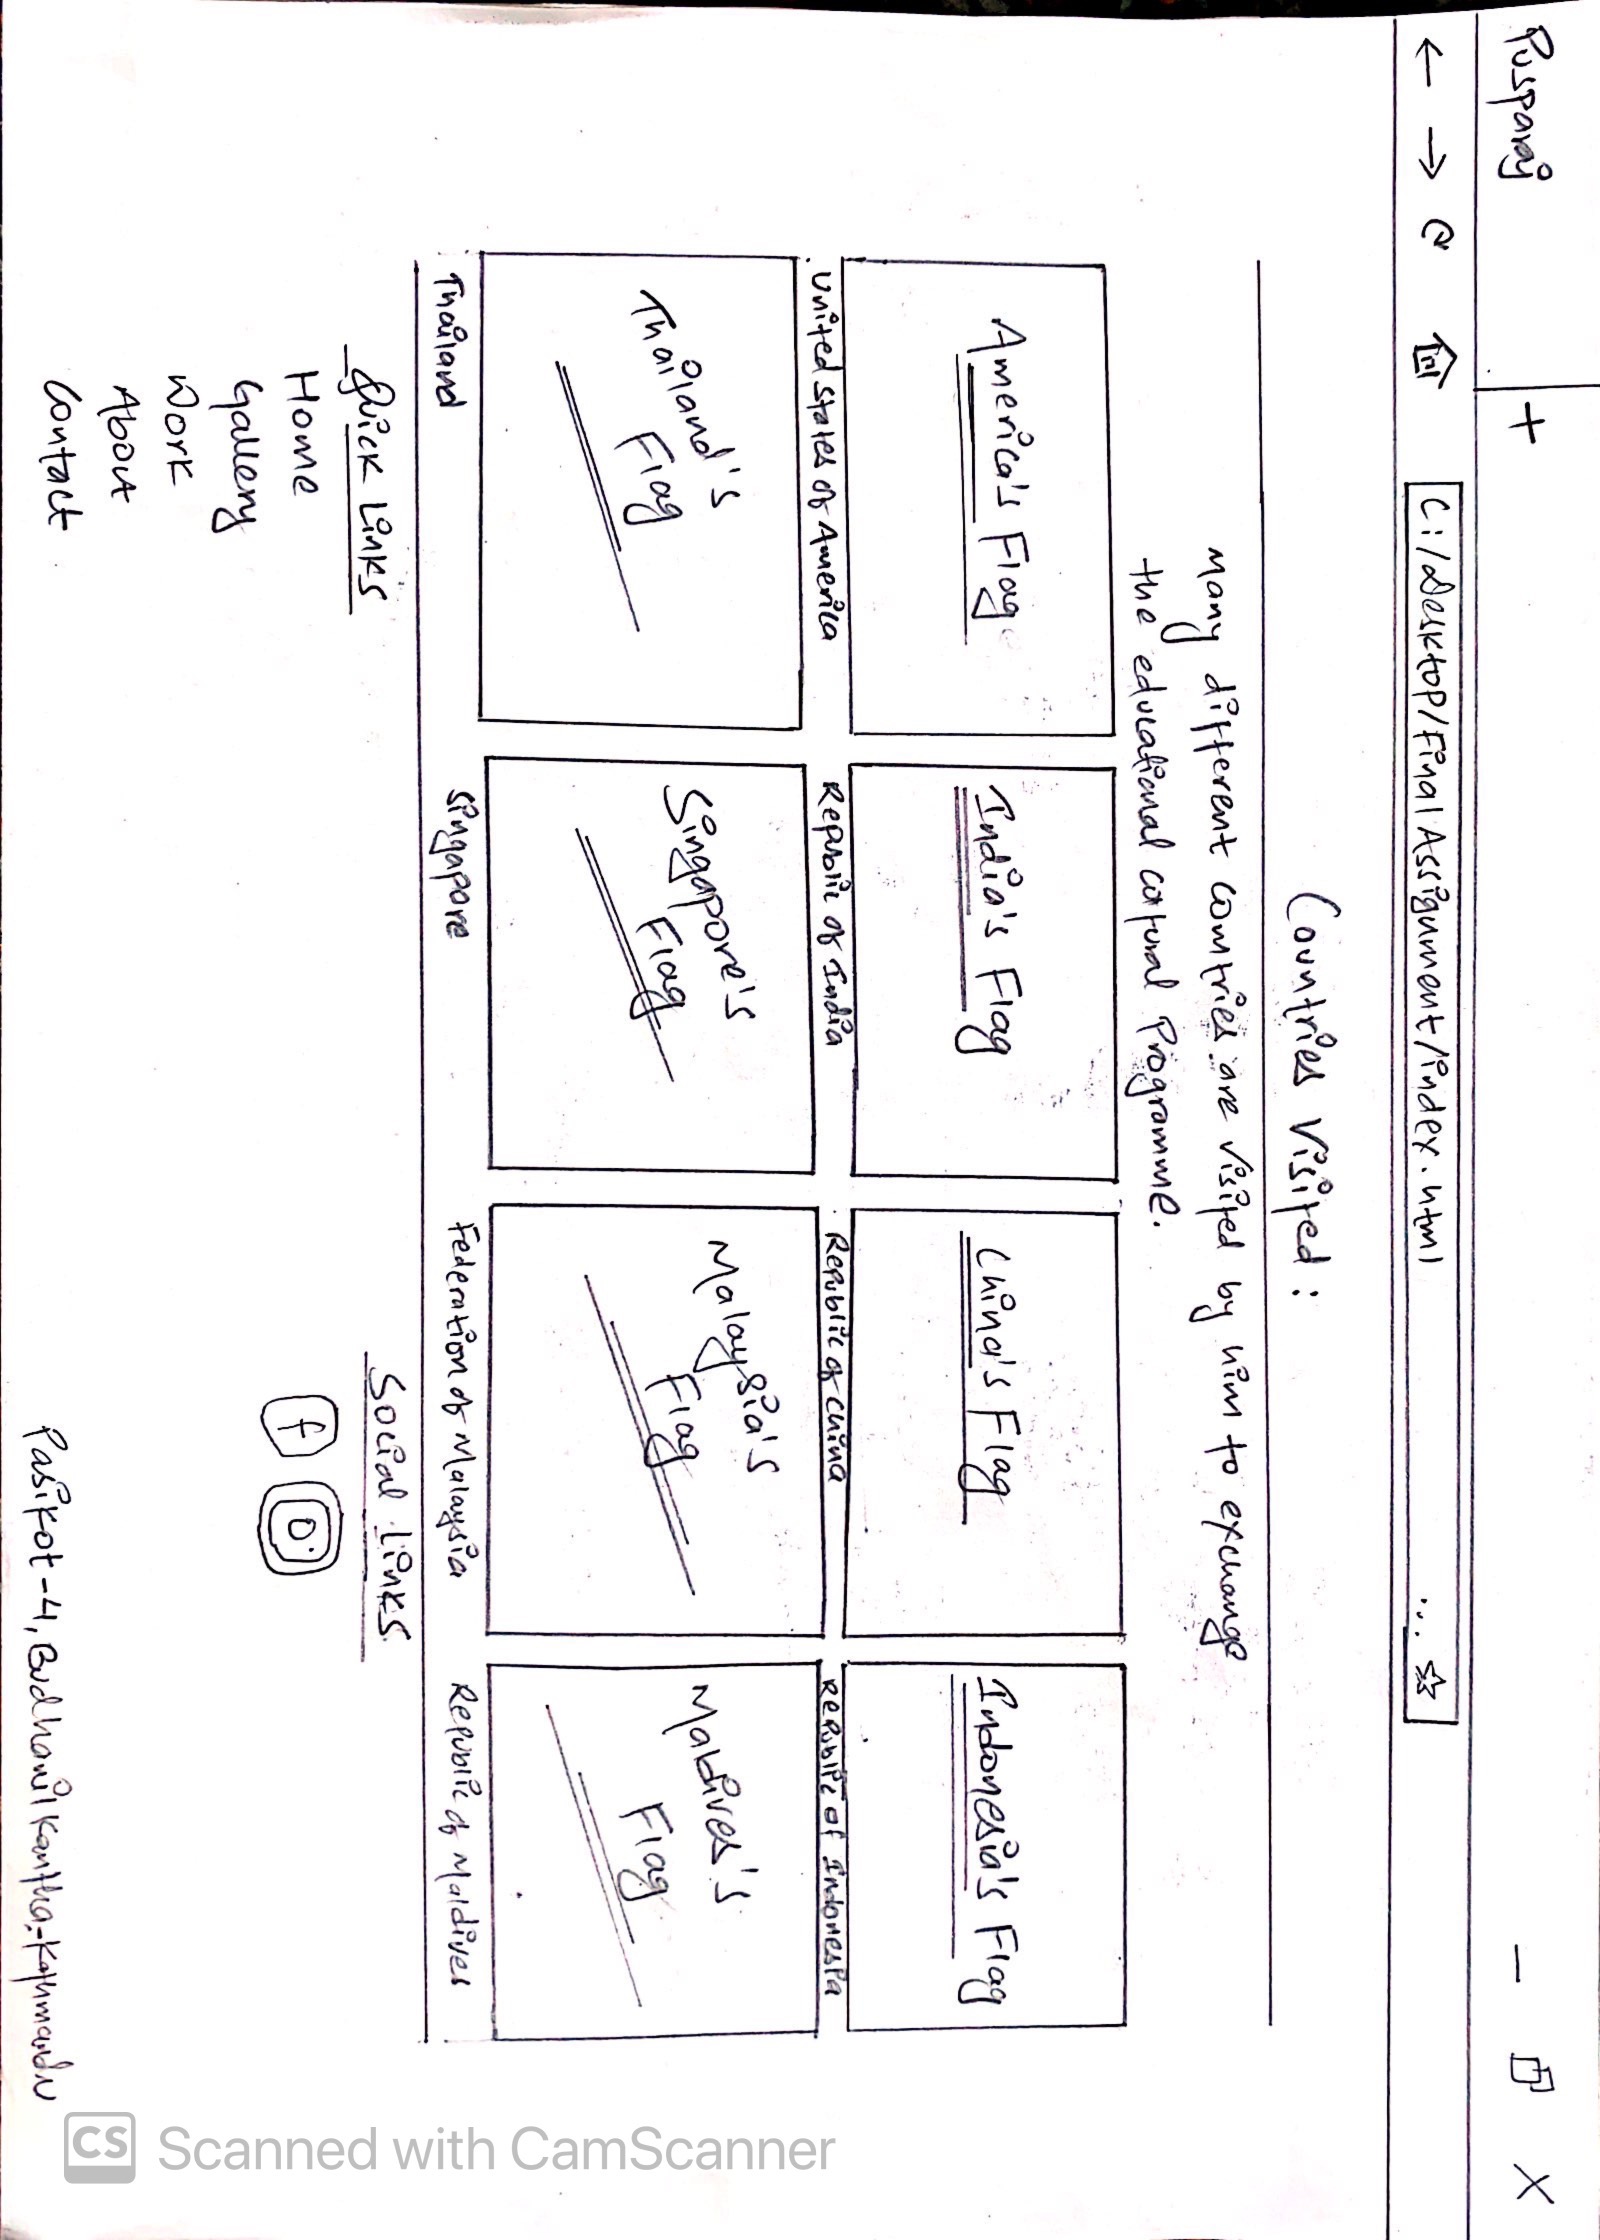 Pusparaj +
C:/Desktop/Final Assignment/index.html
Countries Visited:
Many different countries are visited by him to exchange
the educational catural Programme.
America's Flag
India's Flag
China's Flag
Indonesia's Flag
United States of America
Republic of India
Republic of China
Republic of Indonesia
Thailand's
Flag
Singapore's
Flag
Malaysia's
Flag
Maldives's
Flag
Thailand
Singapore
Federation of Malaysia
Republic of Maldives
Quick Links
Home
Gallery
Work
About
Contact
Social Links
f
Pasikot-4, Budhanilkantha, Kathmandu
CS Scanned with CamScanner